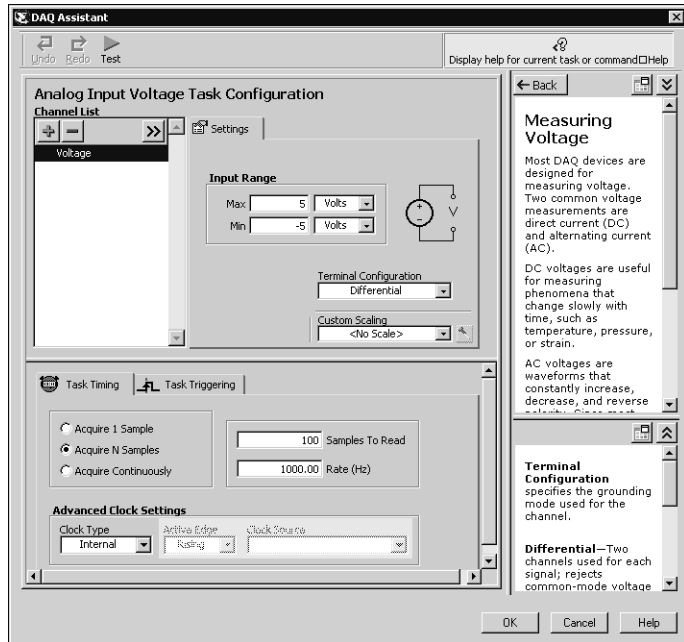 DAQ Assistant
Undo Redo Test
Display help for current task or command□Help
Analog Input Voltage Task Configuration
Channel List
Voltage
Settings
Input Range
Max 5 Volts
Min -5 Volts
V
Terminal Configuration
Differential
Custom Scaling
<No Scale>
Task Timing Task Triggering
Acquire 1 Sample
Acquire N Samples
Acquire Continuously
100 Samples To Read
1000.00 Rate (Hz)
Advanced Clock Settings
Clock Type Active Edge Clock Source
Internal Rising
Back
Measuring
Voltage
Most DAQ devices are
designed for
measuring voltage.
Two common voltage
measurements are
direct current (DC)
and alternating current
(AC).
DC voltages are useful
for measuring
phenomena that
change slowly with
time, such as
temperature, pressure,
or strain.
AC voltages are
waveforms that
constantly increase,
decrease, and reverse
polarity. Since most
Terminal
Configuration
specifies the grounding
mode used for the
channel.
Differential—Two
channels used for each
signal; rejects
common-mode voltage
OK Cancel Help